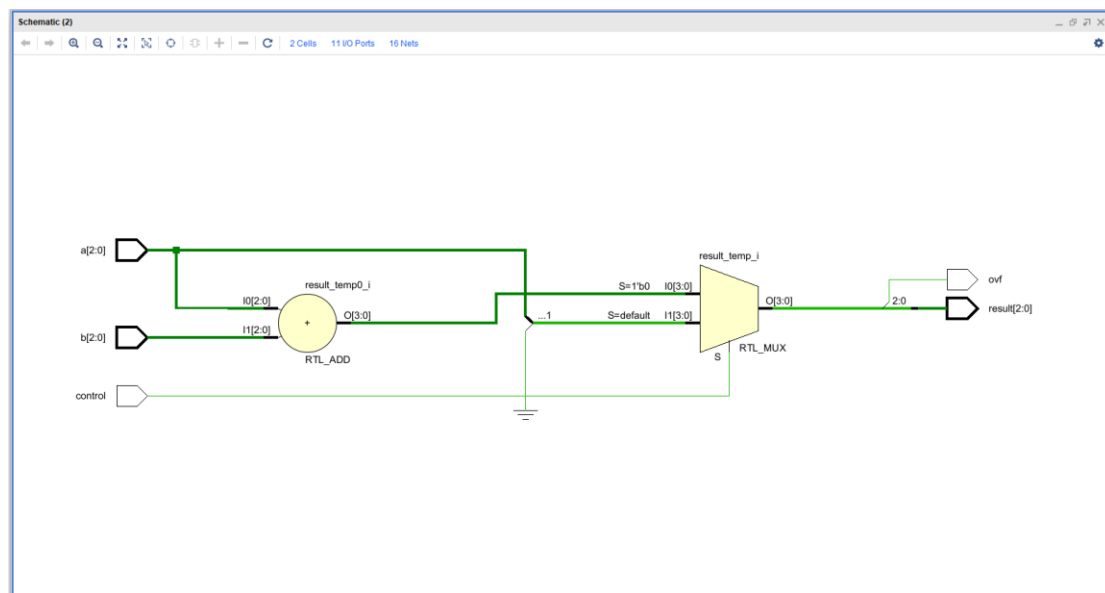 Schematic (2)
2 Cells 11 I/O Ports 16 Nets
a[2:0]
b[2:0]
control
result_temp0_i
I0[2:0]
I1[2:0]
+
O[3:0]
RTL_ADD
...1
result_temp_i
S=1'b0 I0[3:0]
S=default I1[3:0]
O[3:0]
S
RTL_MUX
2:0
ovf
result[2:0]